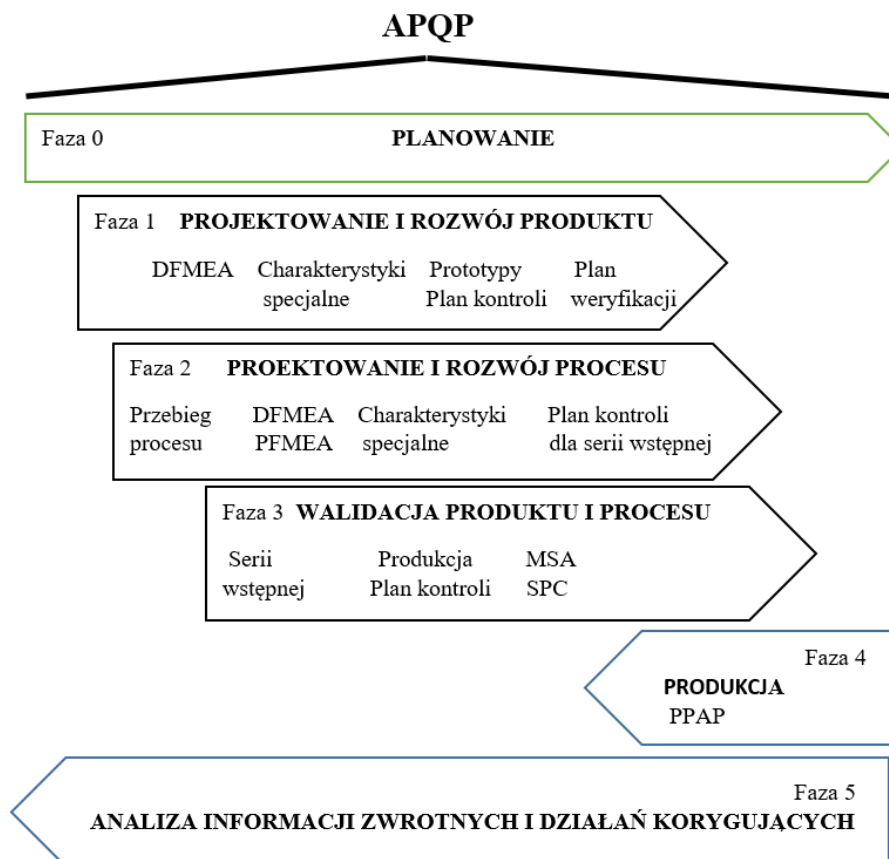 APQP
Faza 0 PLANOWANIE
Faza 1 PROJEKTOWANIE I ROZWÓJ PRODUKTU
DFMEA Charakterystyki Prototypy Plan
specjalne Plan kontroli weryfikacji
Faza 2 PROEKTOWANIE I ROZWÓJ PROCESU
Przebieg DFMEA Charakterystyki Plan kontroli
procesu PFMEA specjalne dla serii wstępnej
Faza 3 WALIDACJA PRODUKTU I PROCESU
Serii Produkcja MSA
wstępnej Plan kontroli SPC
Faza 4
PRODUKCJA
PPAP
Faza 5
ANALIZA INFORMACJI ZWROTNYCH I DZIAŁAŃ KORYGUJĄCYCH